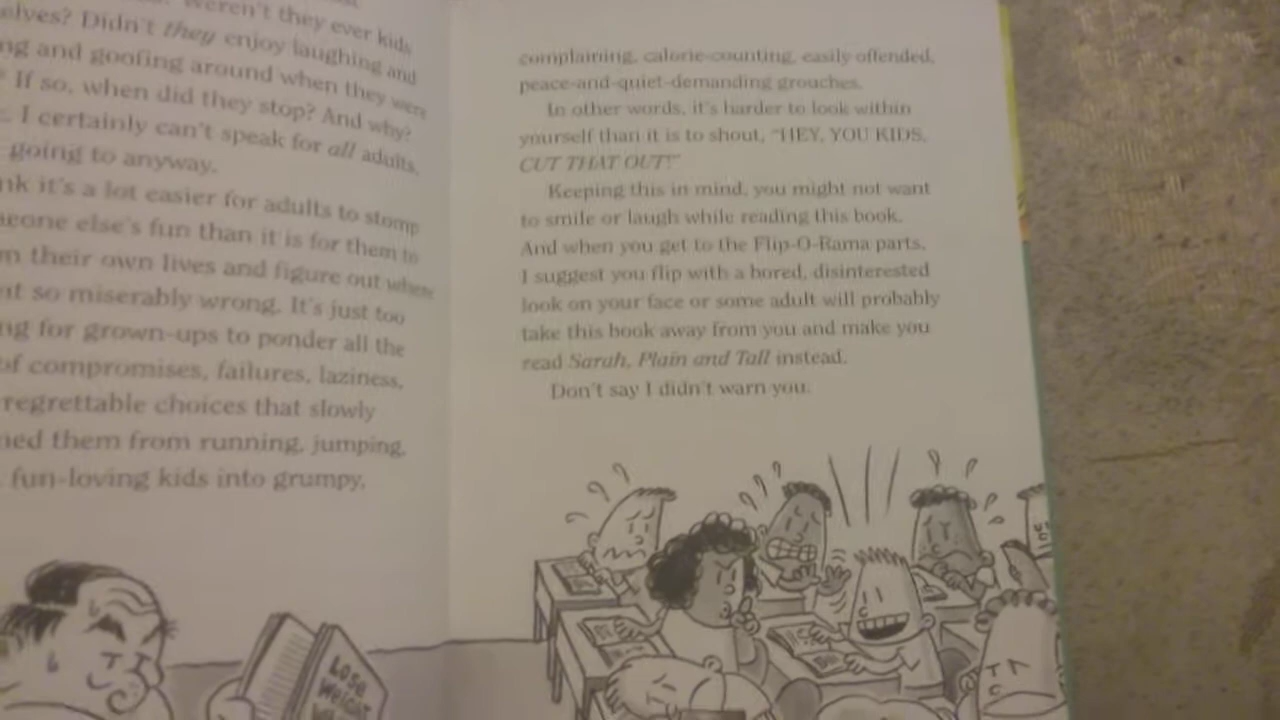 Weren't they ever kids
elves? Didn't they enjoy laughing and
ng and goofing around when they were
If so, when did they stop? And why?
I certainly can't speak for all adults,
going to anyway.
nk it's a lot easier for adults to stomp
eone else's fun than it is for them to
m their own lives and figure out where
nt so miserably wrong. It's just too
ng for grown-ups to ponder all the
of compromises, failures, laziness,
regrettable choices that slowly
ned them from running, jumping,
fun-loving kids into grumpy,
LOSE
WEIGHT
complaining, calorie-counting, easily offended,
peace-and-quiet-demanding grouches.
In other words, it's harder to look within
yourself than it is to shout, "HEY, YOU KIDS,
CUT THAT OUT!"
Keeping this in mind, you might not want
to smile or laugh while reading this book.
And when you get to the Flip-O-Rama parts,
I suggest you flip with a bored, disinterested
look on your face or some adult will probably
take this book away from you and make you
read Sarah, Plain and Tall instead.
Don't say I didn't warn you.